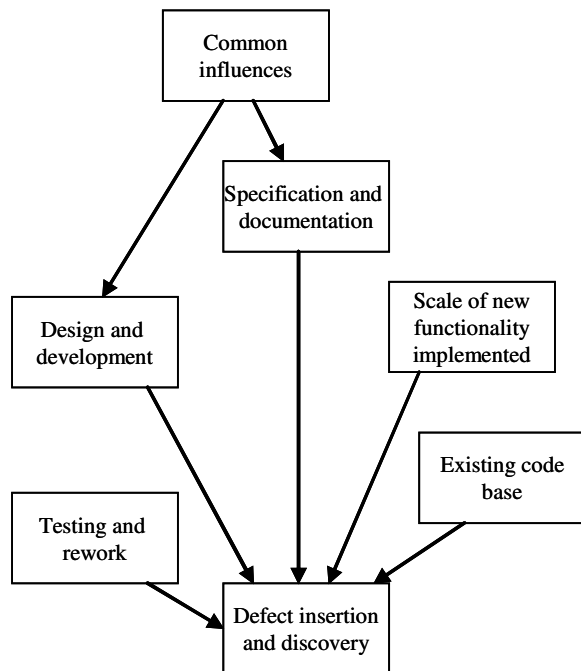 Common
influences
Specification and
documentation
Design and
development
Scale of new
functionality
implemented
Existing code
base
Testing and
rework
Defect insertion
and discovery